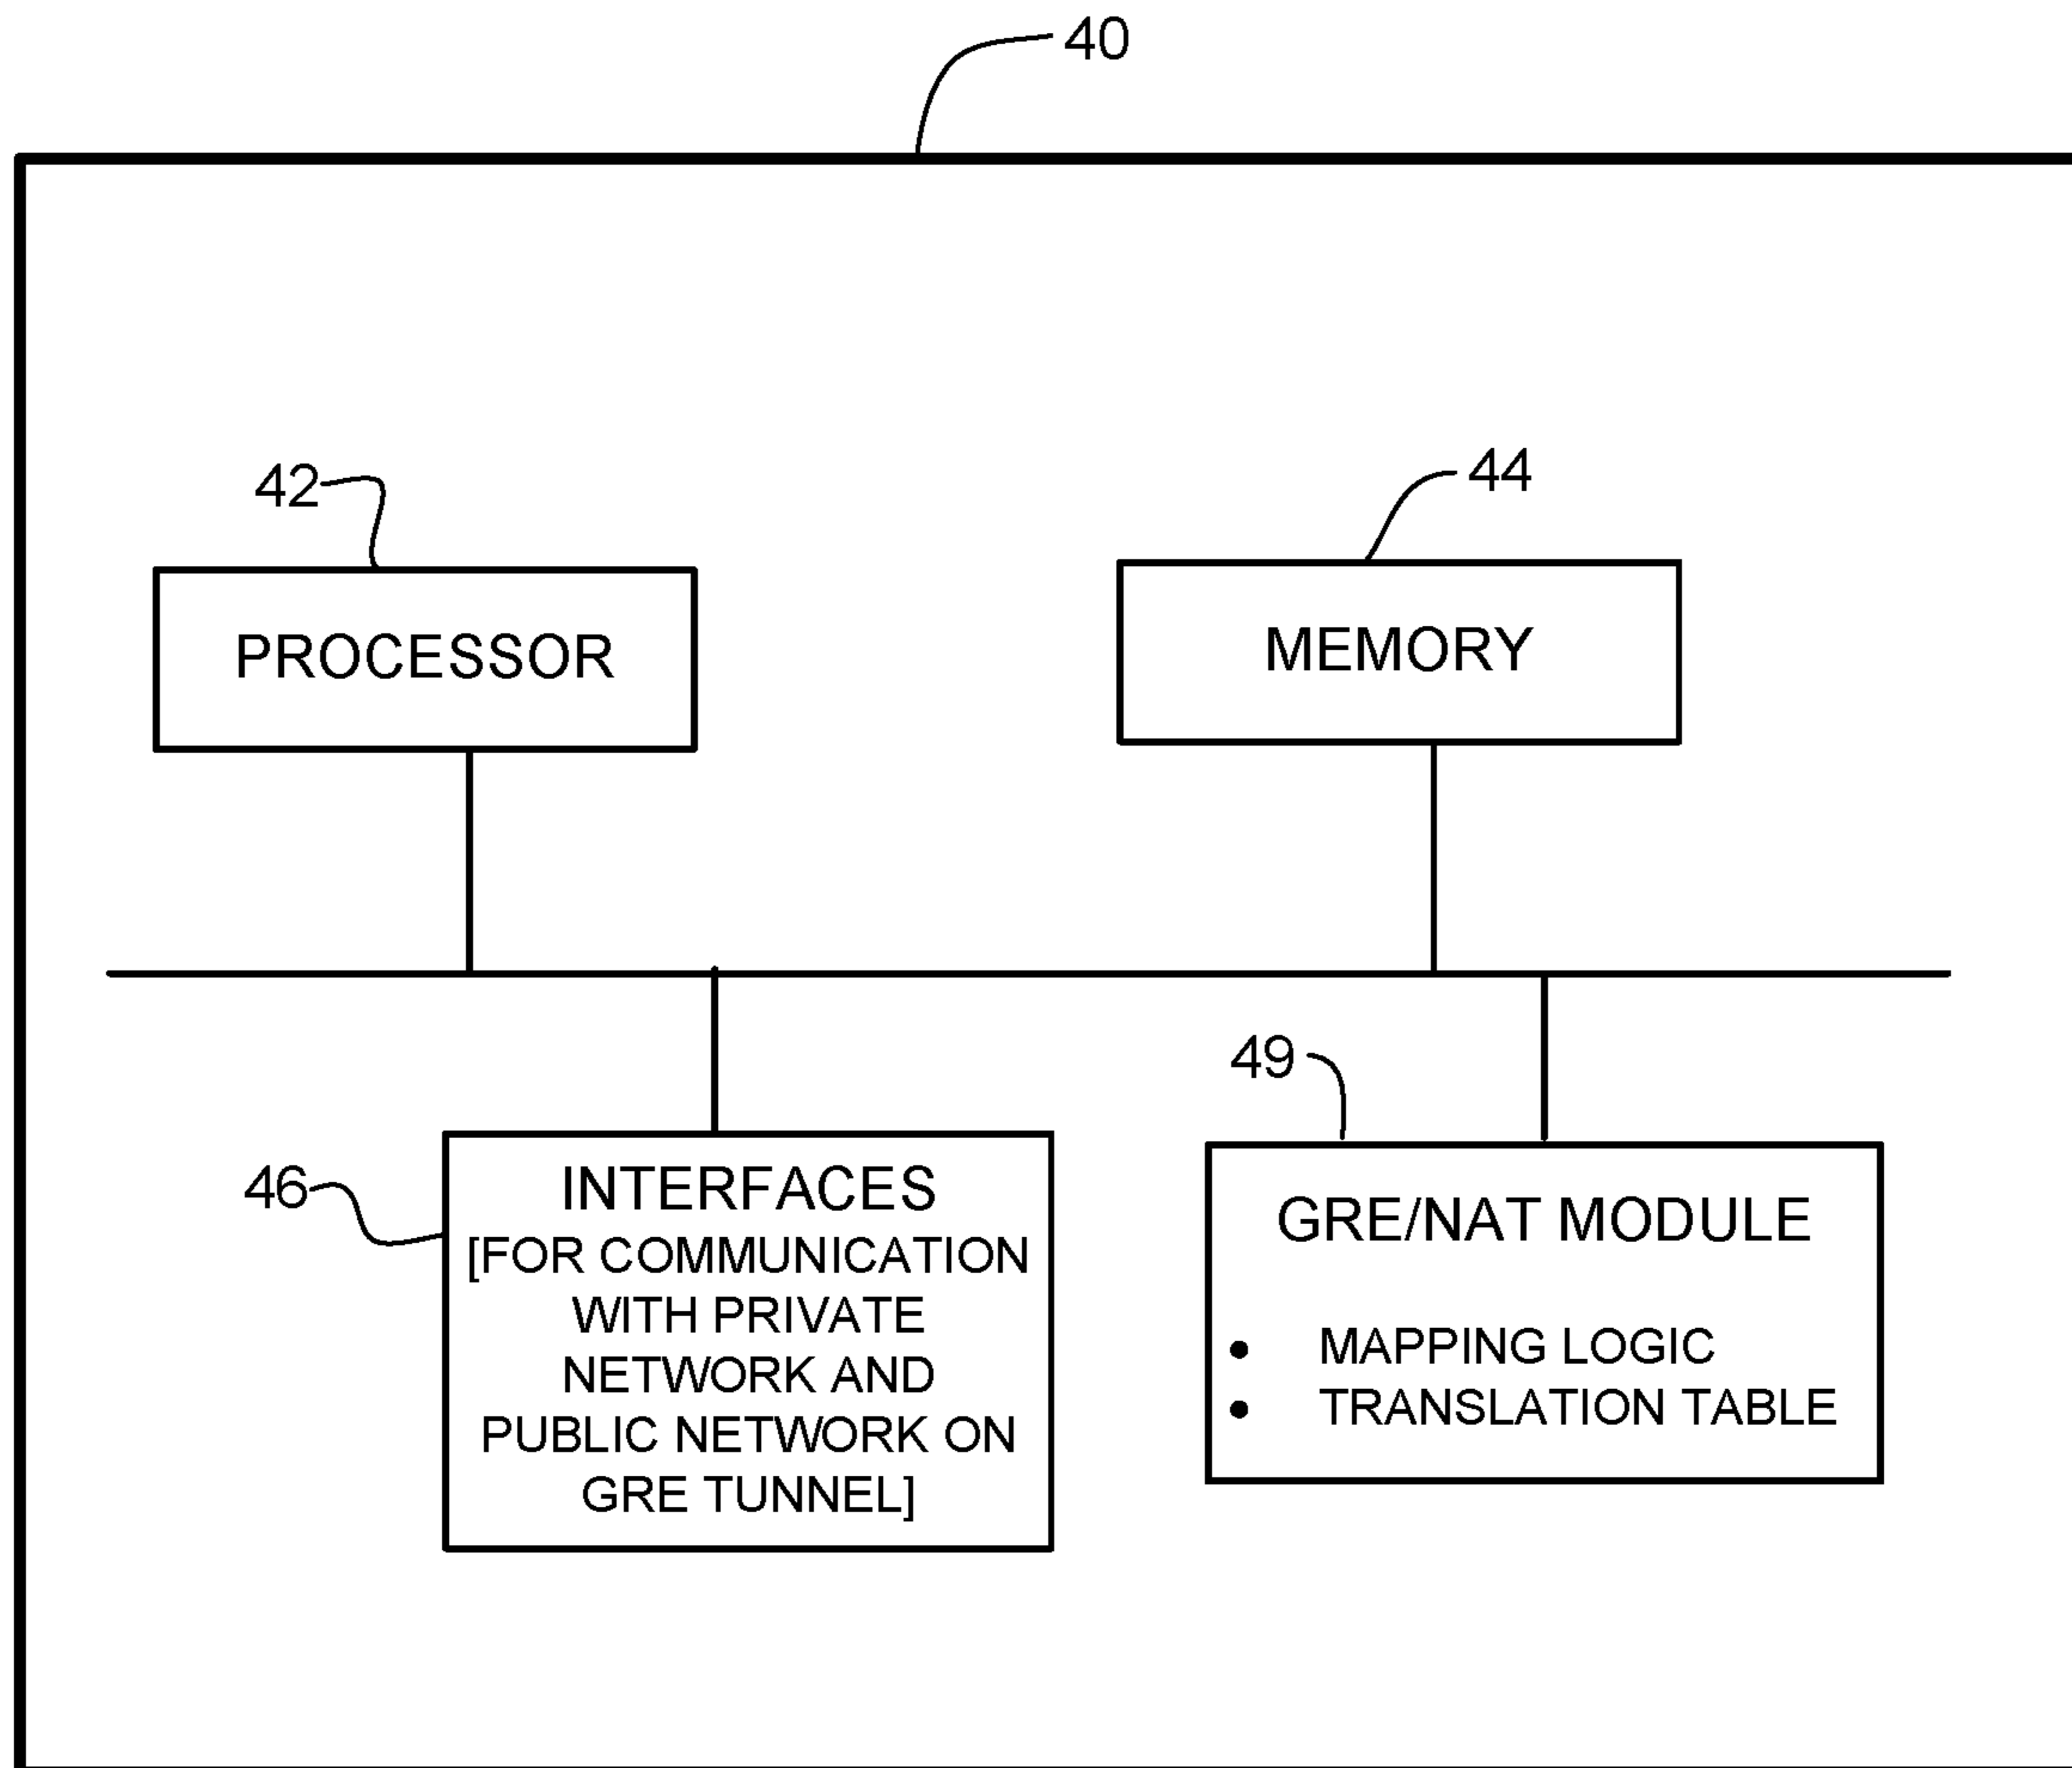 40
42
44
PROCESSOR
MEMORY
49
46
INTERFACES
[FOR COMMUNICATION
WITH PRIVATE
NETWORK AND
PUBLIC NETWORK ON
GRE TUNNEL]
GRE/NAT MODULE
• MAPPING LOGIC
• TRANSLATION TABLE